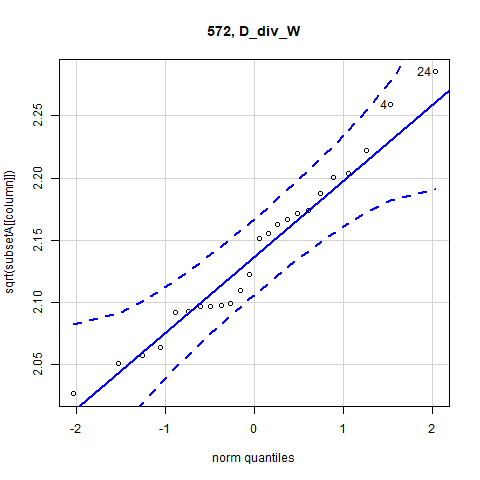 572, D_div_W
24
4
sqrt(subsetA[[column]])
2.25
2.20
2.15
2.10
2.05
-2 -1 0 1 2
norm quantiles